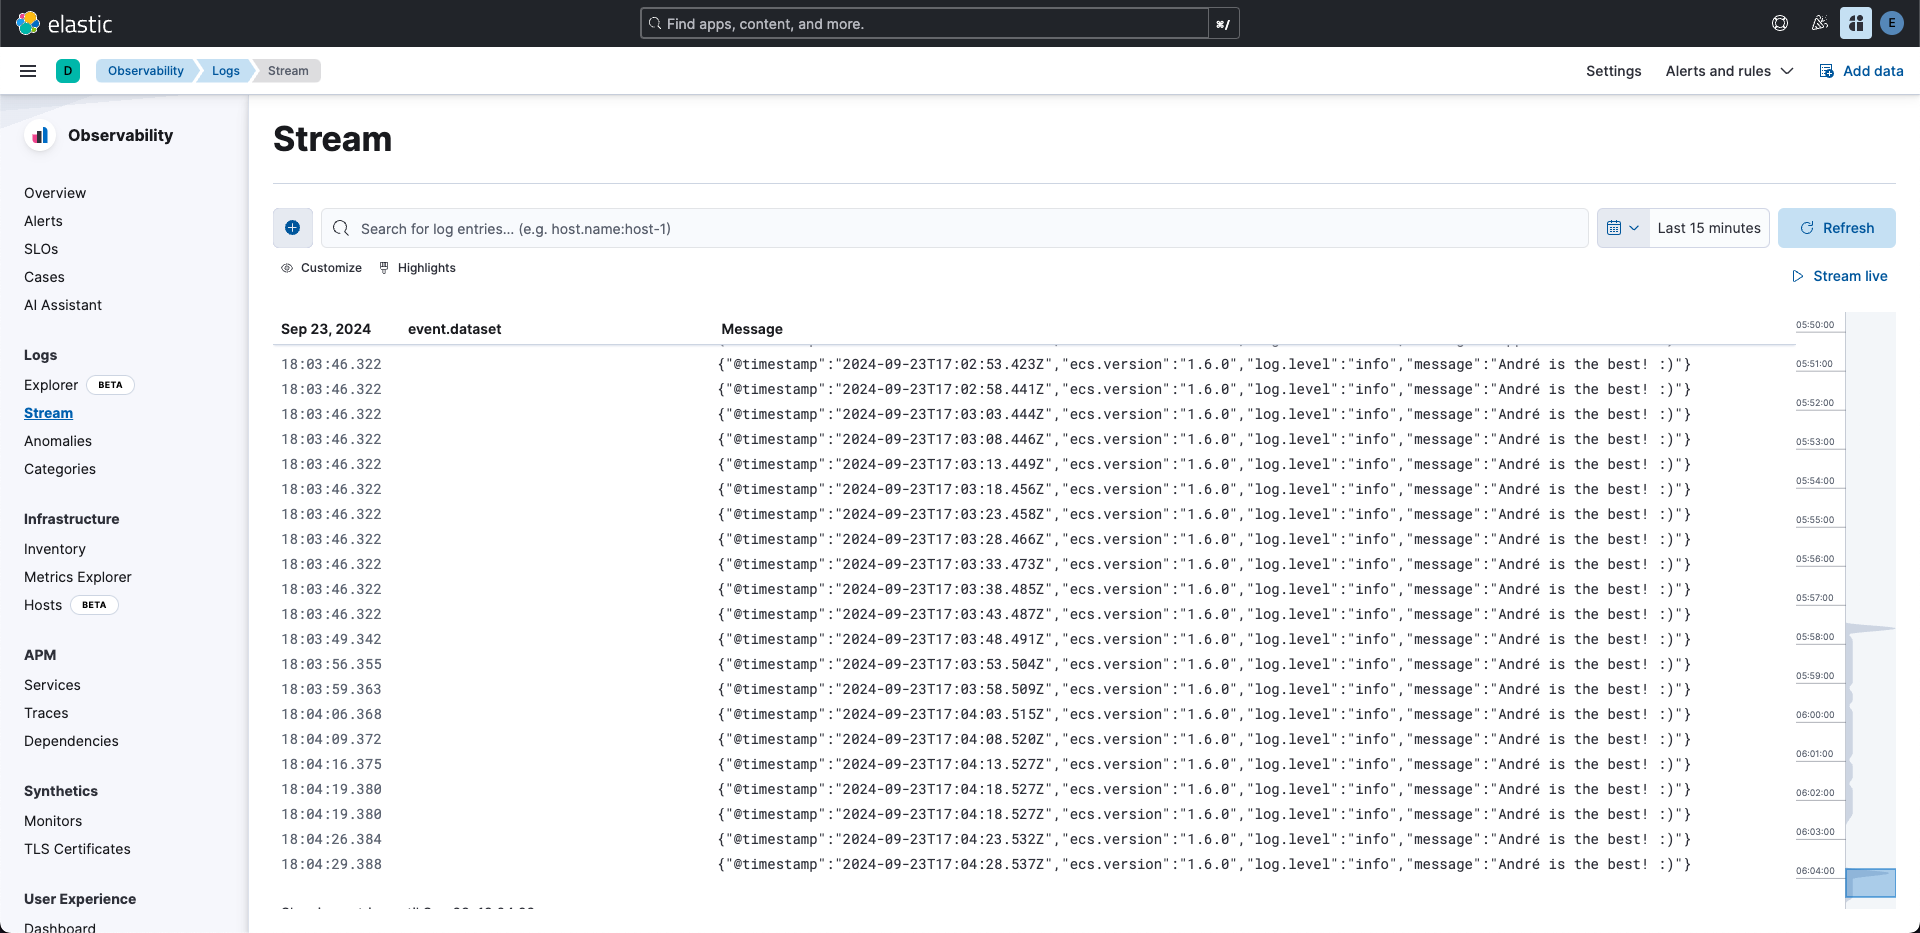 elastic
Find apps, content, and more.
⌘/
E
D
Observability
Logs
Stream
Settings
Alerts and rules
Add data
Observability
Overview
Alerts
SLOs
Cases
AI Assistant
Logs
Explorer BETA
Stream
Anomalies
Categories
Infrastructure
Inventory
Metrics Explorer
Hosts BETA
APM
Services
Traces
Dependencies
Synthetics
Monitors
TLS Certificates
User Experience
Dashboard
Stream
Search for log entries... (e.g. host.name:host-1)
Last 15 minutes
Refresh
Customize
Highlights
Stream live
Sep 23, 2024 event.dataset Message
18:03:46.322 {"@timestamp":"2024-09-23T17:02:53.423Z","ecs.version":"1.6.0","log.level":"info","message":"André is the best! :)"}
18:03:46.322 {"@timestamp":"2024-09-23T17:02:58.441Z","ecs.version":"1.6.0","log.level":"info","message":"André is the best! :)"}
18:03:46.322 {"@timestamp":"2024-09-23T17:03:03.444Z","ecs.version":"1.6.0","log.level":"info","message":"André is the best! :)"}
18:03:46.322 {"@timestamp":"2024-09-23T17:03:08.446Z","ecs.version":"1.6.0","log.level":"info","message":"André is the best! :)"}
18:03:46.322 {"@timestamp":"2024-09-23T17:03:13.449Z","ecs.version":"1.6.0","log.level":"info","message":"André is the best! :)"}
18:03:46.322 {"@timestamp":"2024-09-23T17:03:18.456Z","ecs.version":"1.6.0","log.level":"info","message":"André is the best! :)"}
18:03:46.322 {"@timestamp":"2024-09-23T17:03:23.458Z","ecs.version":"1.6.0","log.level":"info","message":"André is the best! :)"}
18:03:46.322 {"@timestamp":"2024-09-23T17:03:28.466Z","ecs.version":"1.6.0","log.level":"info","message":"André is the best! :)"}
18:03:46.322 {"@timestamp":"2024-09-23T17:03:33.473Z","ecs.version":"1.6.0","log.level":"info","message":"André is the best! :)"}
18:03:46.322 {"@timestamp":"2024-09-23T17:03:38.485Z","ecs.version":"1.6.0","log.level":"info","message":"André is the best! :)"}
18:03:46.322 {"@timestamp":"2024-09-23T17:03:43.487Z","ecs.version":"1.6.0","log.level":"info","message":"André is the best! :)"}
18:03:49.342 {"@timestamp":"2024-09-23T17:03:48.491Z","ecs.version":"1.6.0","log.level":"info","message":"André is the best! :)"}
18:03:56.355 {"@timestamp":"2024-09-23T17:03:53.504Z","ecs.version":"1.6.0","log.level":"info","message":"André is the best! :)"}
18:03:59.363 {"@timestamp":"2024-09-23T17:03:58.509Z","ecs.version":"1.6.0","log.level":"info","message":"André is the best! :)"}
18:04:06.368 {"@timestamp":"2024-09-23T17:04:03.515Z","ecs.version":"1.6.0","log.level":"info","message":"André is the best! :)"}
18:04:09.372 {"@timestamp":"2024-09-23T17:04:08.520Z","ecs.version":"1.6.0","log.level":"info","message":"André is the best! :)"}
18:04:16.375 {"@timestamp":"2024-09-23T17:04:13.527Z","ecs.version":"1.6.0","log.level":"info","message":"André is the best! :)"}
18:04:19.380 {"@timestamp":"2024-09-23T17:04:18.527Z","ecs.version":"1.6.0","log.level":"info","message":"André is the best! :)"}
18:04:19.380 {"@timestamp":"2024-09-23T17:04:18.527Z","ecs.version":"1.6.0","log.level":"info","message":"André is the best! :)"}
18:04:26.384 {"@timestamp":"2024-09-23T17:04:23.532Z","ecs.version":"1.6.0","log.level":"info","message":"André is the best! :)"}
18:04:29.388 {"@timestamp":"2024-09-23T17:04:28.537Z","ecs.version":"1.6.0","log.level":"info","message":"André is the best! :)"}
05:50:00
05:51:00
05:52:00
05:53:00
05:54:00
05:55:00
05:56:00
05:57:00
05:58:00
05:59:00
06:00:00
06:01:00
06:02:00
06:03:00
06:04:00